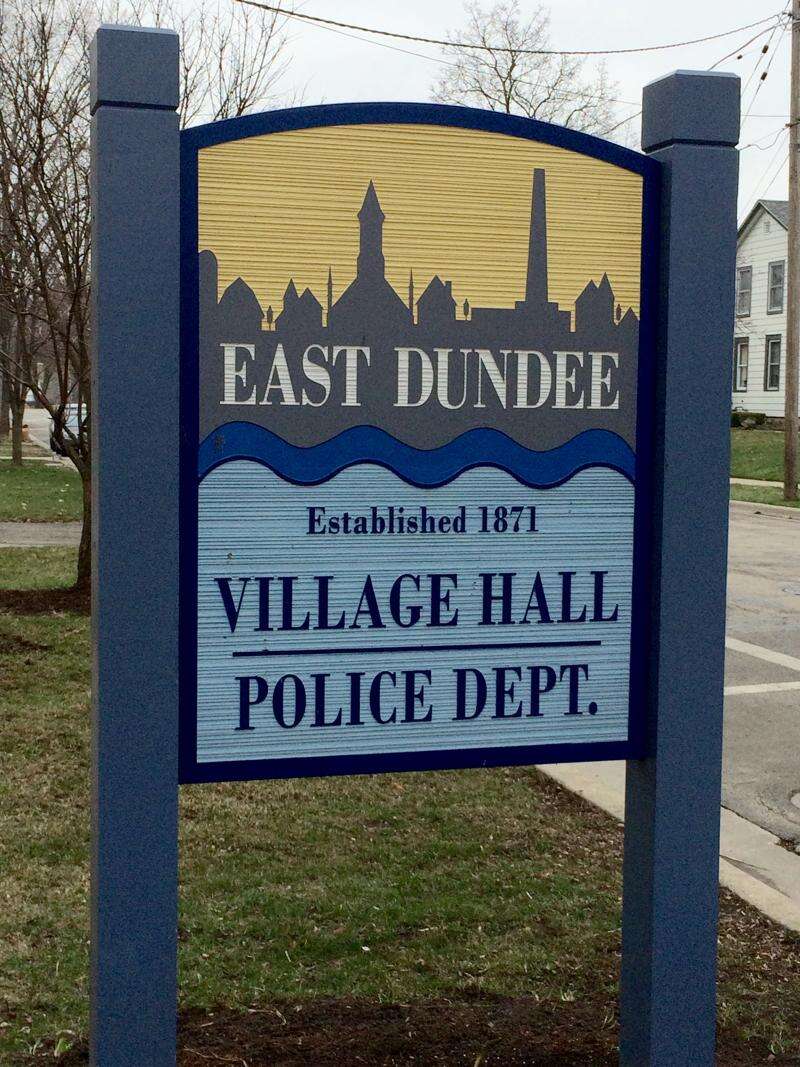 EAST DUNDEE
Established 1871
VILLAGE HALL
POLICE DEPT.